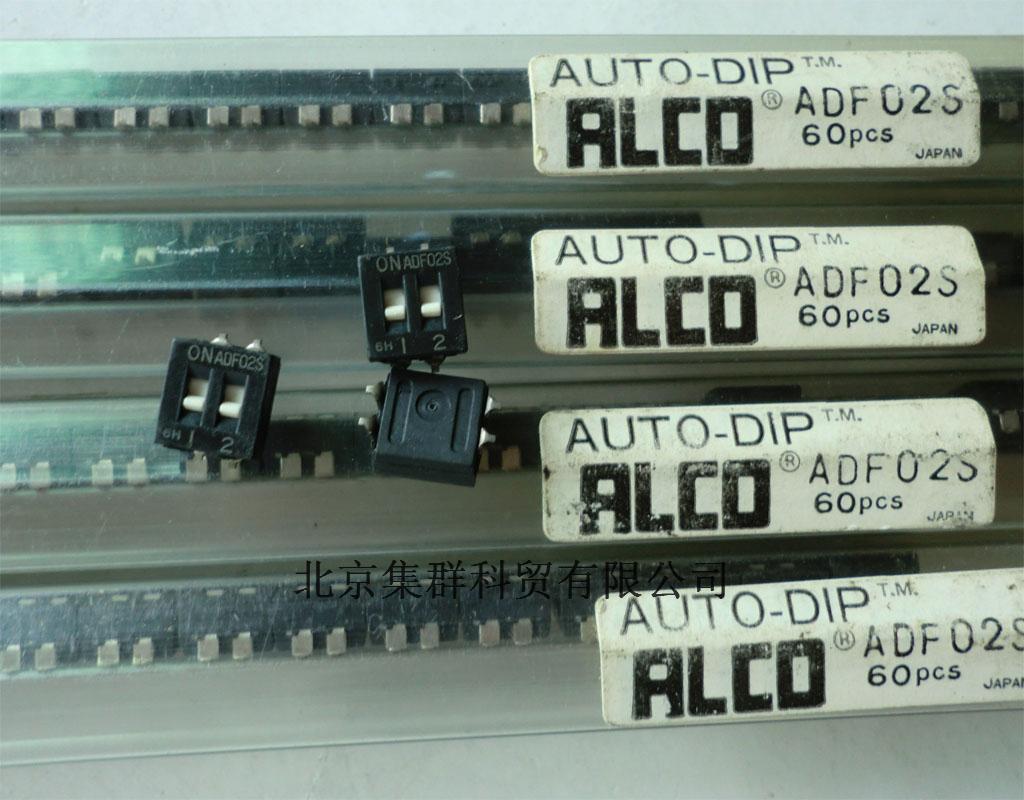 AUTO-DIP T.M.
ALCO ® ADF02S
60pcs
JAPAN
AUTO-DIP T.M.
ALCO ® ADF02S
60pcs
JAPAN
ON ADF02S
6H 1 2
ON ADF02S
6H 1 2
AUTO-DIP T.M.
ALCO ® ADF02S
60pcs
JAPAN
北京集群科贸有限公司
AUTO-DIP T.M.
ALCO ® ADF02S
60pcs
JAPAN